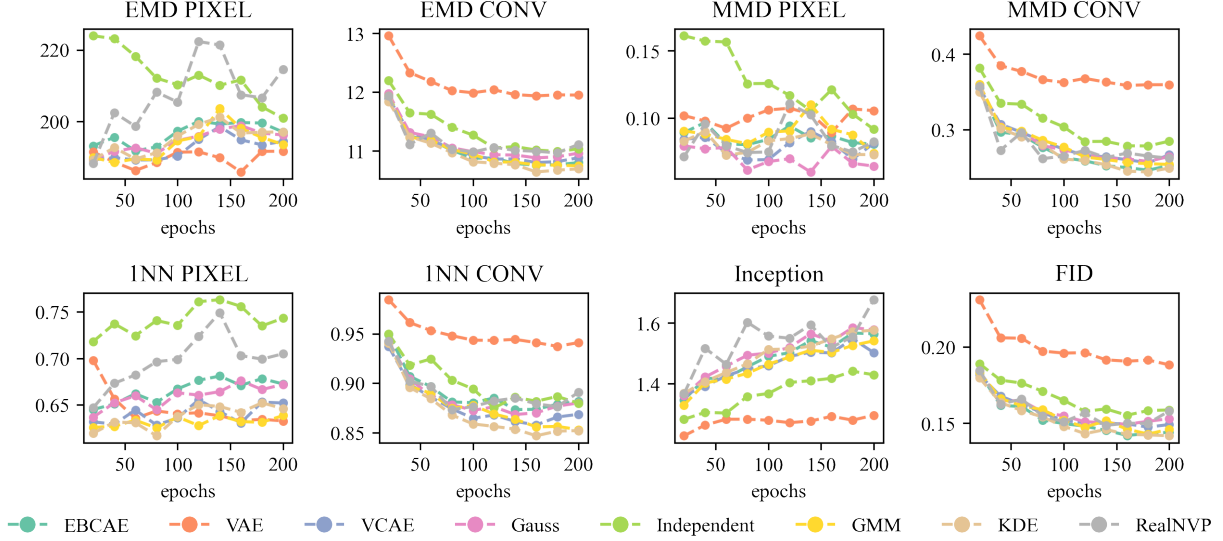 EMD PIXEL EMD CONV MMD PIXEL MMD CONV
220
200
13
12
11
0.15
0.10
0.4
0.3
50 100 150 200 50 100 150 200 50 100 150 200 50 100 150 200
epochs epochs epochs epochs
1NN PIXEL 1NN CONV Inception FID
0.75
0.70
0.65
0.95
0.90
0.85
1.6
1.4
0.20
0.15
50 100 150 200 50 100 150 200 50 100 150 200 50 100 150 200
epochs epochs epochs epochs
EBCAE VAE VCAE Gauss Independent GMM KDE RealNVP